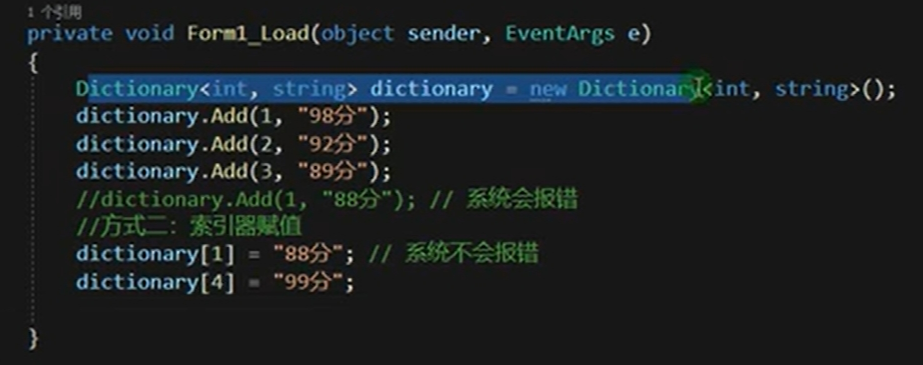 1 个引用
private void Form1_Load(object sender, EventArgs e)
{
Dictionary<int, string> dictionary = new Dictionary<int, string>();
dictionary.Add(1, "98分");
dictionary.Add(2, "92分");
dictionary.Add(3, "89分");
//dictionary.Add(1, "88分"); // 系统会报错
//方式二：索引器赋值
dictionary[1] = "88分"; // 系统不会报错
dictionary[4] = "99分";
}